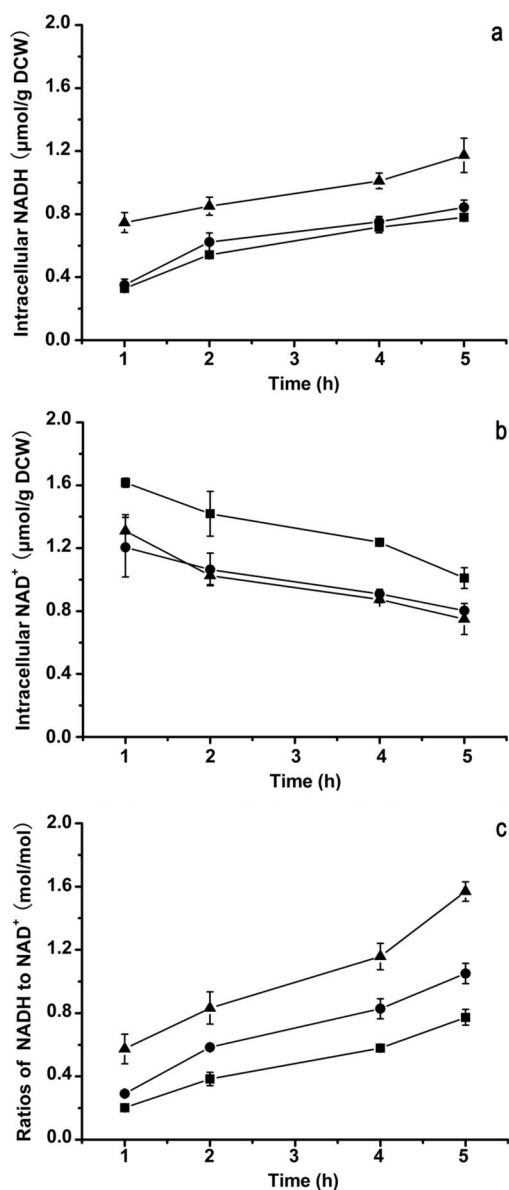 a
Intracellular NADH (μmol/g DCW)
2.0
1.6
1.2
0.8
0.4
0.0
1 2 3 4 5
Time (h)
b
Intracellular NAD⁺ (μmol/g DCW)
2.0
1.6
1.2
0.8
0.4
0.0
1 2 3 4 5
Time (h)
c
Ratios of NADH to NAD⁺ (mol/mol)
2.0
1.6
1.2
0.8
0.4
0.0
1 2 3 4 5
Time (h)